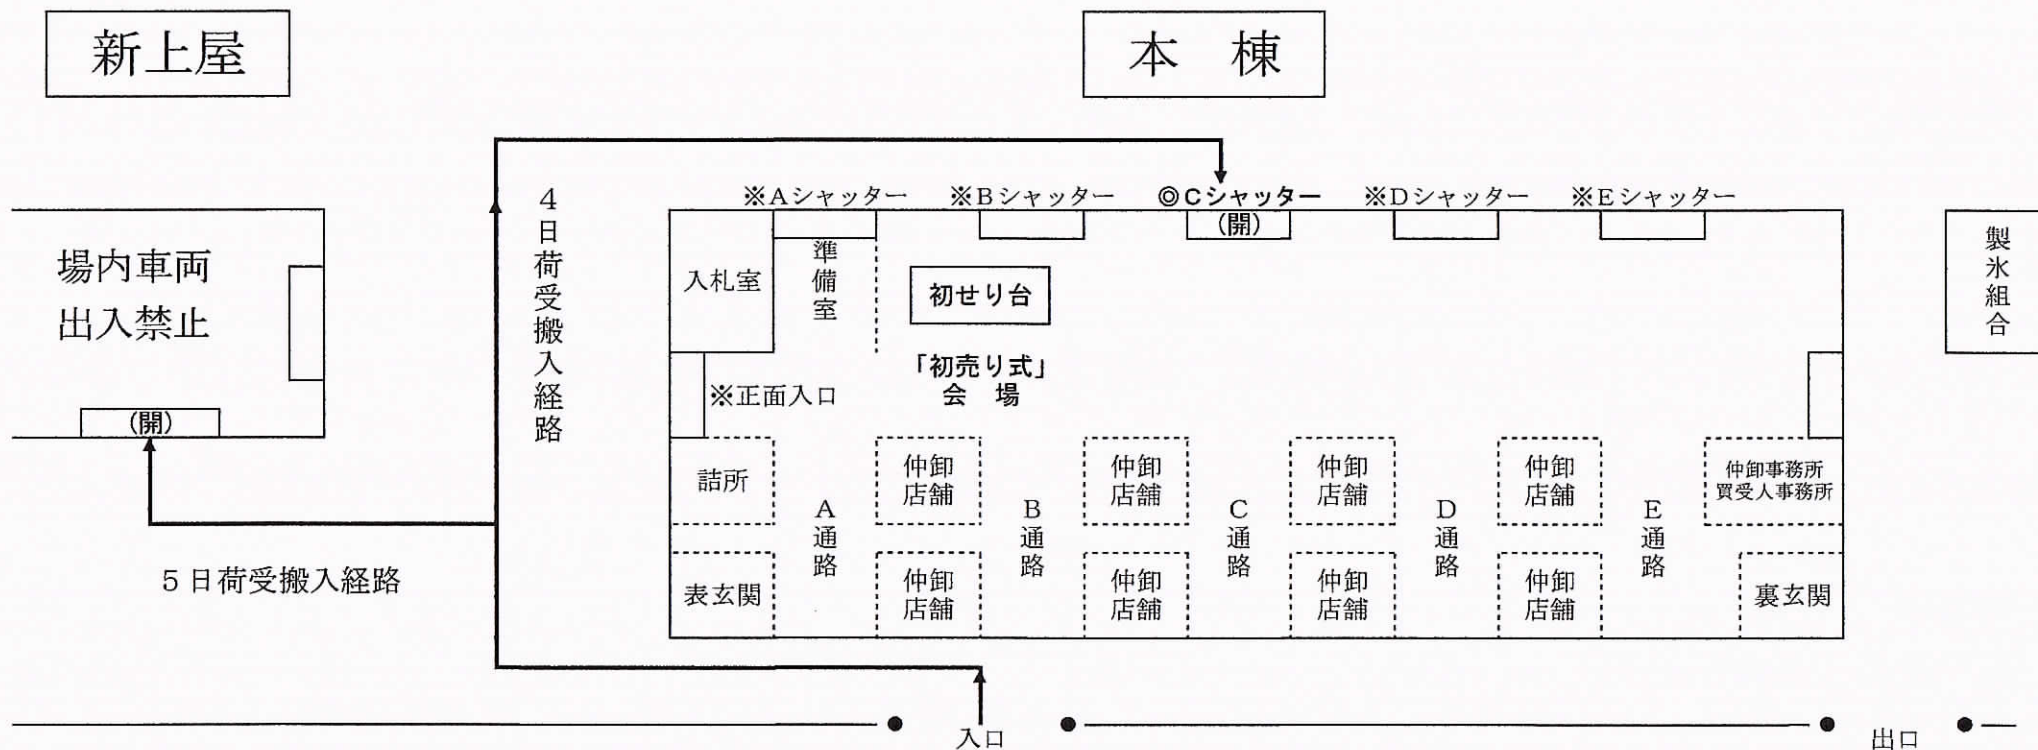 新上屋
本　棟
※Aシャッター
※Bシャッター
◎Cシャッター
※Dシャッター
※Eシャッター
(開)
4日荷受搬入経路
場内車両
出入禁止
(開)
5日荷受搬入経路
入札室
準備室
初せり台
「初売り式」
会　場
※正面入口
製氷組合
詰所
A通路
仲卸
店舗
B通路
仲卸
店舗
C通路
仲卸
店舗
D通路
仲卸
店舗
E通路
仲卸事務所
買受人事務所
表玄関
仲卸
店舗
仲卸
店舗
仲卸
店舗
仲卸
店舗
裏玄関
入口
出口